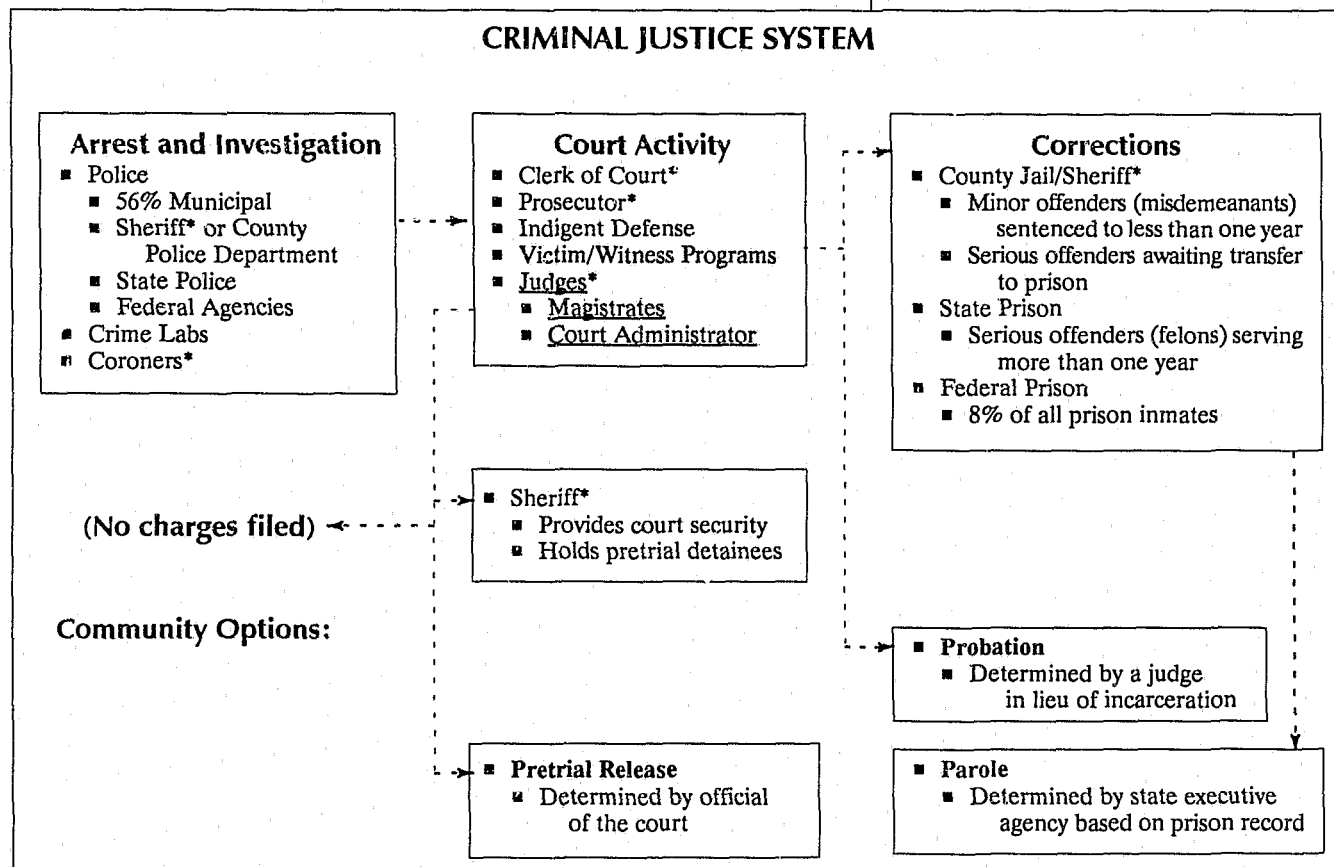 CRIMINAL JUSTICE SYSTEM
Arrest and Investigation
■ Police
■ 56% Municipal
■ Sheriff* or County
Police Department
■ State Police
■ Federal Agencies
■ Crime Labs
■ Coroners*
Court Activity
■ Clerk of Court*
■ Prosecutor*
■ Indigent Defense
■ Victim/Witness Programs
■ Judges*
■ Magistrates
■ Court Administrator
Corrections
■ County Jail/Sheriff*
■ Minor offenders (misdemeanants)
sentenced to less than one year
■ Serious offenders awaiting transfer
to prison
■ State Prison
■ Serious offenders (felons) serving
more than one year
■ Federal Prison
■ 8% of all prison inmates
(No charges filed)
■ Sheriff*
■ Provides court security
■ Holds pretrial detainees
Community Options:
■ Probation
■ Determined by a judge
in lieu of incarceration
■ Pretrial Release
■ Determined by official
of the court
■ Parole
■ Determined by state executive
agency based on prison record